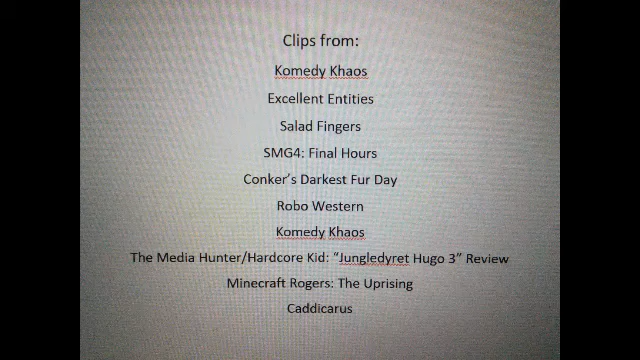 Clips from:
Komedy Khaos
Excellent Entities
Salad Fingers
SMG4: Final Hours
Conker's Darkest Fur Day
Robo Western
Komedy Khaos
The Media Hunter/Hardcore Kid: “Jungledyret Hugo 3” Review
Minecraft Rogers: The Uprising
Caddicarus